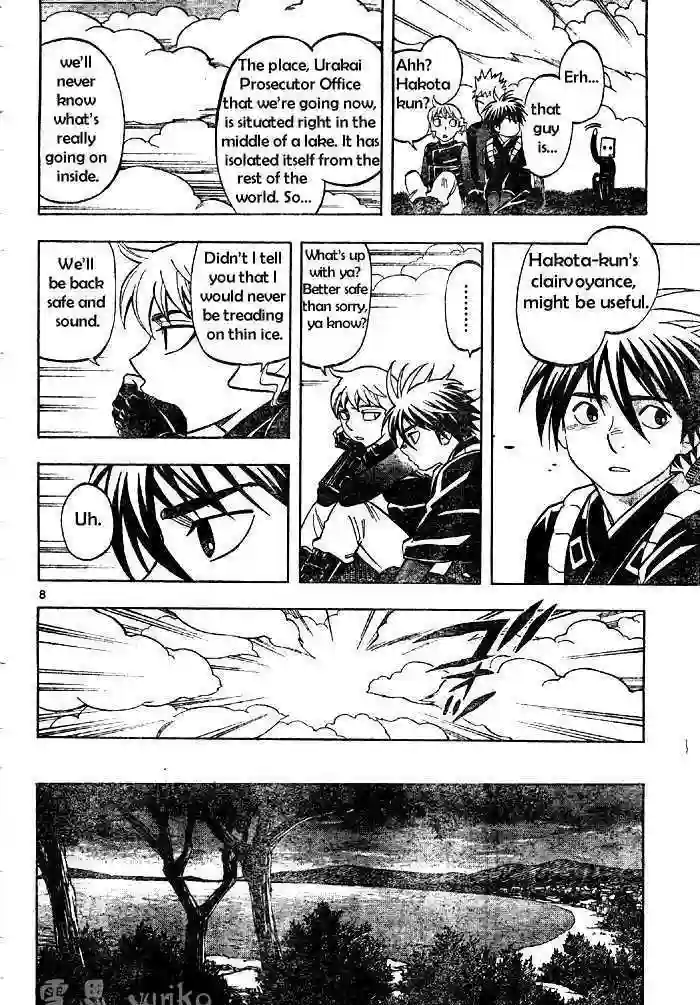 Ahh?
Hakota
kun?
Erh...
that
guy
is...
The place, Urakai
Prosecutor Office
that we're going now,
is situated right in the
middle of a lake. It has
isolated itself from the
rest of the
world. So...
we'll
never
know
what's
really
going on
inside.
Hakota-kun's
clairvoyance,
might be useful.
........
What's up
with ya?
Better safe
than sorry,
ya know?
Didn't I tell
you that I
would never
be treading
on thin ice.
We'll
be back
safe and
sound.
Uh.
8
yuriko